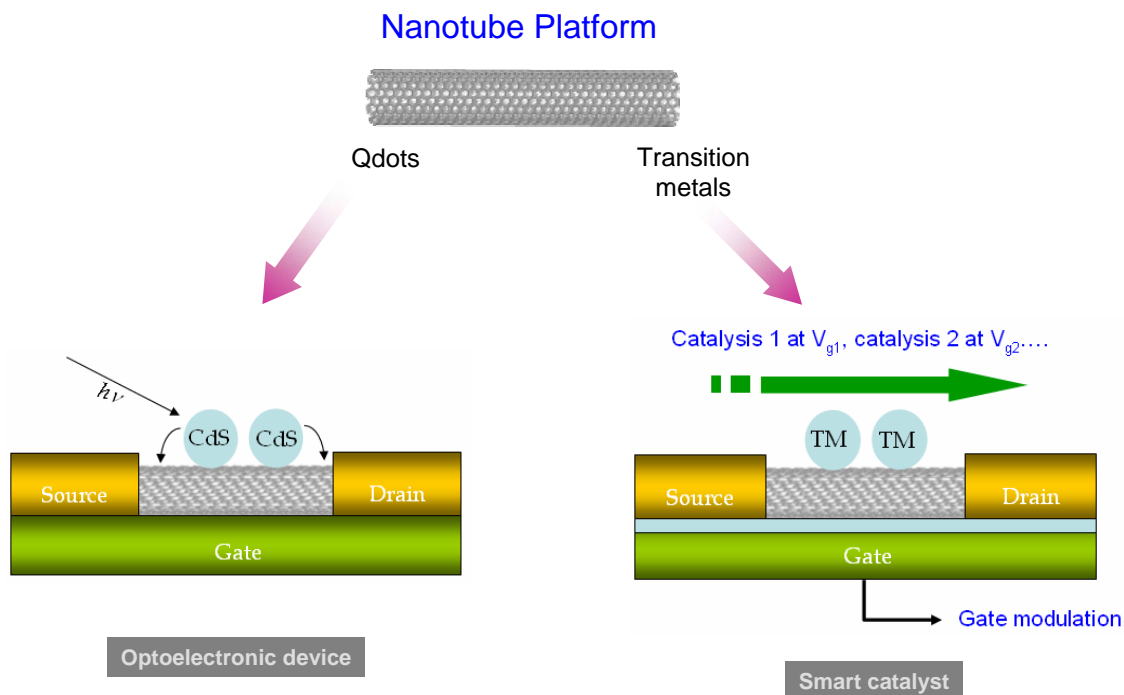 Nanotube Platform
Qdots
Transition
metals
hν
CdS
CdS
Source
Drain
Gate
Optoelectronic device
Catalysis 1 at Vg1, catalysis 2 at Vg2....
TM
TM
Source
Drain
Gate
Gate modulation
Smart catalyst